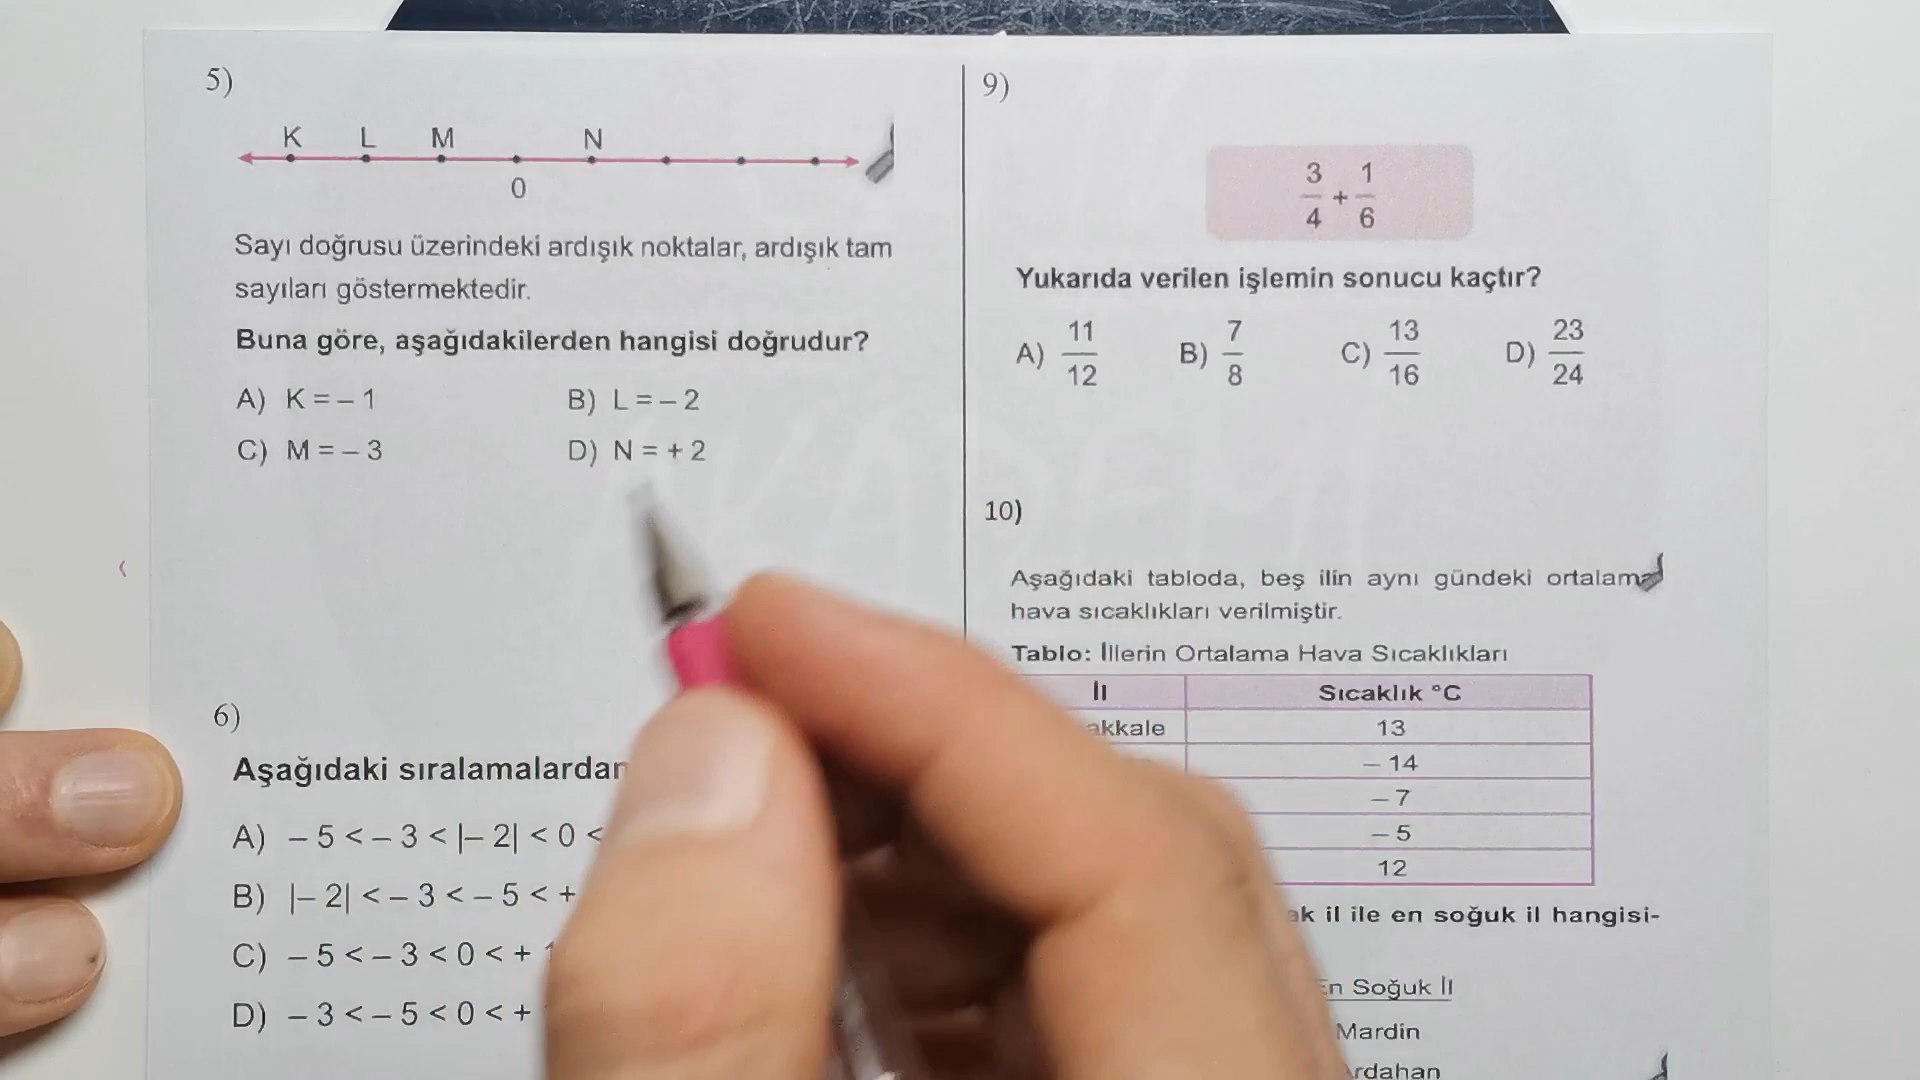 5)
K L M N
0
Sayı doğrusu üzerindeki ardışık noktalar, ardışık tam
sayıları göstermektedir.
Buna göre, aşağıdakilerden hangisi doğrudur?
A) K = – 1 B) L = – 2
C) M = – 3 D) N = + 2
6)
Aşağıdaki
A) – 5 < – 3 < |– 2| < 0 <
B) |– 2| < – 3 < – 5 < +
C) – 5 < – 3 < 0 < +
D) – 3 < – 5 < 0 < +
9)
3/4 + 1/6
Yukarıda verilen işlemin sonucu kaçtır?
A) 11/12 B) 7/8 C) 13/16 D) 23/24
10)
Aşağıdaki tabloda, beş ilin aynı gündeki ortalama
hava sıcaklıkları verilmiştir.
Tablo: İllerin Ortalama Hava Sıcaklıkları
İl Sıcaklık °C
13
– 14
– 7
– 5
12
il ile en soğuk il hangisi-
En Soğuk İl
Mardin